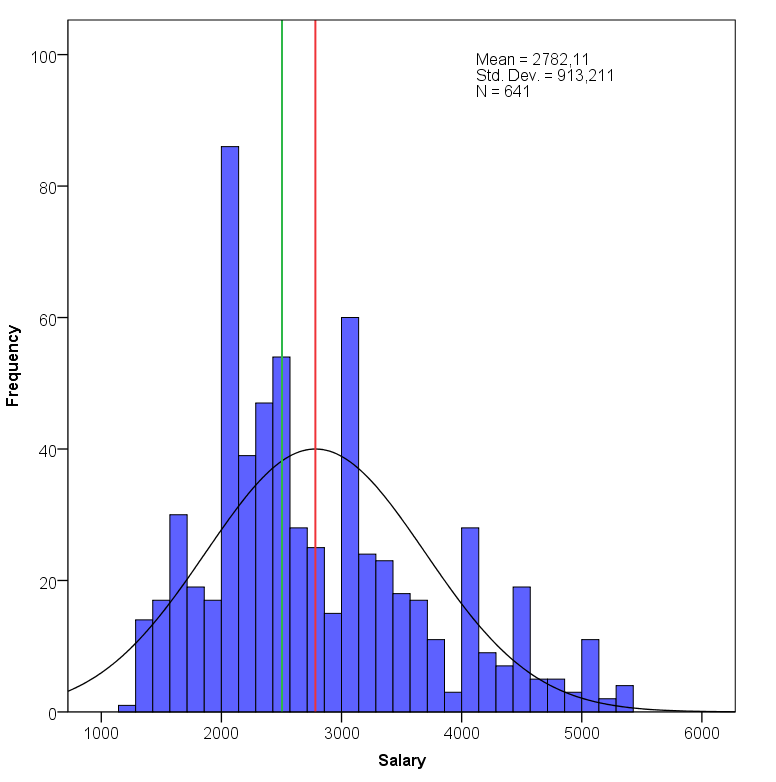 Mean = 2782,11
Std. Dev. = 913,211
N = 641
100
80
60
40
20
0
Frequency
1000 2000 3000 4000 5000 6000
Salary